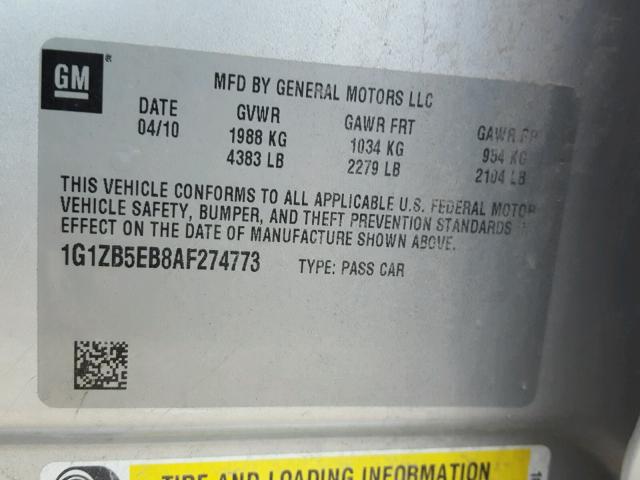 GM ®
MFD BY GENERAL MOTORS LLC
DATE GVWR GAWR FRT GAWR
04/10 1988 KG 1034 KG 954 KG
4383 LB 2279 LB 2104 LB
THIS VEHICLE CONFORMS TO ALL APPLICABLE U.S. FEDERAL MOTOR
VEHICLE SAFETY, BUMPER, AND THEFT PREVENTION STANDARDS
EFFECT ON THE DATE OF MANUFACTURE SHOWN ABOVE.
1G1ZB5EB8AF274773 TYPE: PASS CAR
TIRE AND LOADING INFORMATION